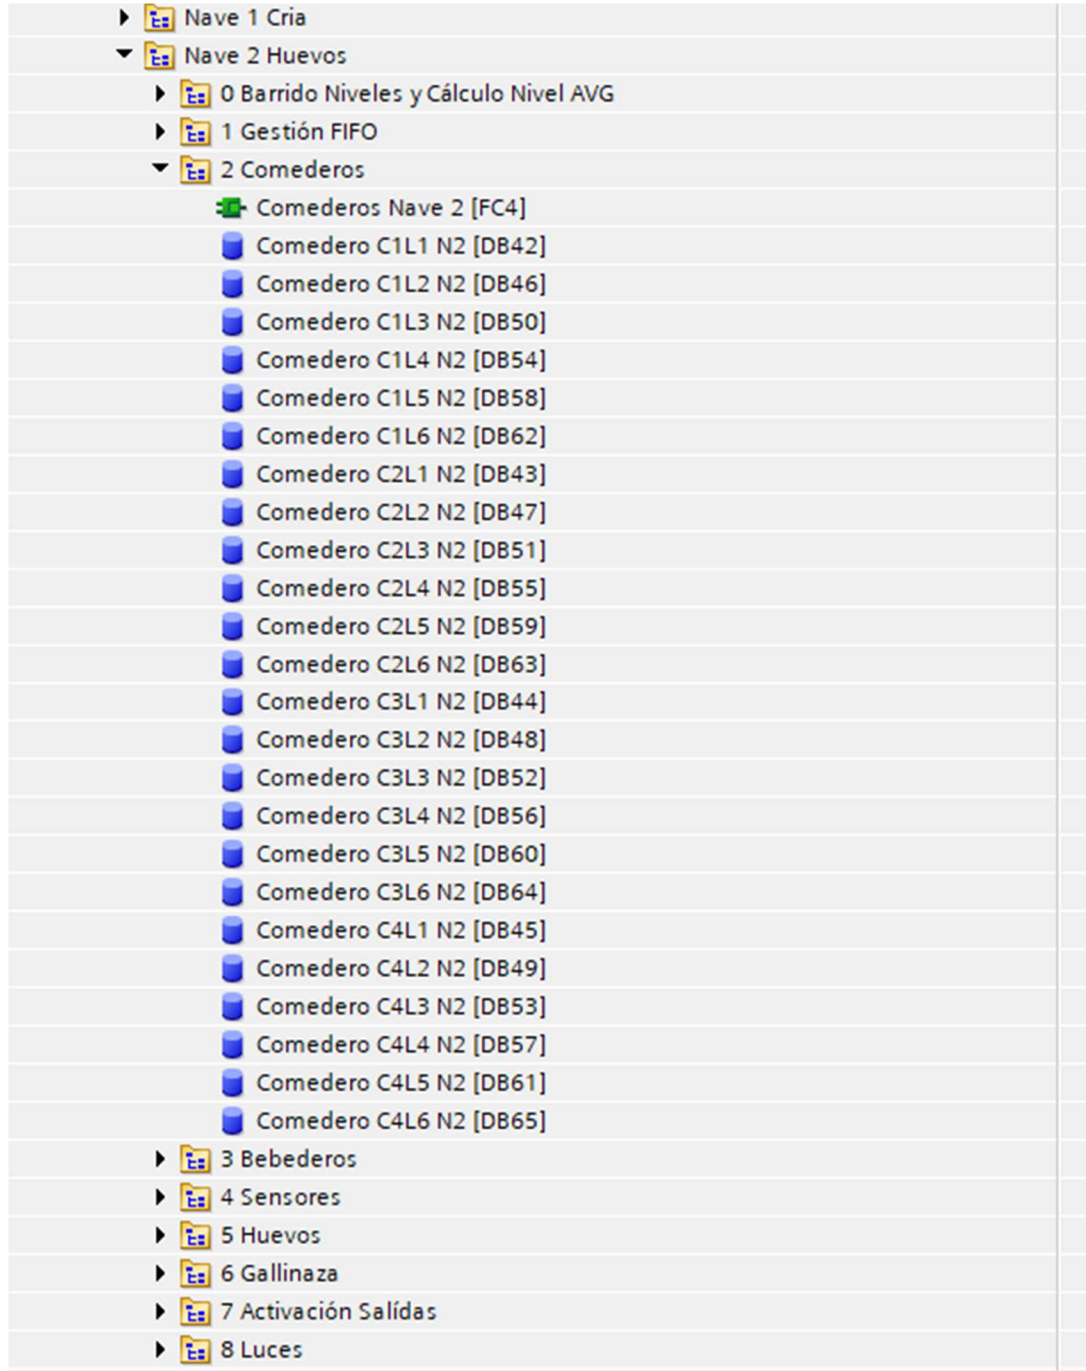 Nave 1 Cria
Nave 2 Huevos
0 Barrido Niveles y Cálculo Nivel AVG
1 Gestión FIFO
2 Comederos
Comederos Nave 2 [FC4]
Comedero C1L1 N2 [DB42]
Comedero C1L2 N2 [DB46]
Comedero C1L3 N2 [DB50]
Comedero C1L4 N2 [DB54]
Comedero C1L5 N2 [DB58]
Comedero C1L6 N2 [DB62]
Comedero C2L1 N2 [DB43]
Comedero C2L2 N2 [DB47]
Comedero C2L3 N2 [DB51]
Comedero C2L4 N2 [DB55]
Comedero C2L5 N2 [DB59]
Comedero C2L6 N2 [DB63]
Comedero C3L1 N2 [DB44]
Comedero C3L2 N2 [DB48]
Comedero C3L3 N2 [DB52]
Comedero C3L4 N2 [DB56]
Comedero C3L5 N2 [DB60]
Comedero C3L6 N2 [DB64]
Comedero C4L1 N2 [DB45]
Comedero C4L2 N2 [DB49]
Comedero C4L3 N2 [DB53]
Comedero C4L4 N2 [DB57]
Comedero C4L5 N2 [DB61]
Comedero C4L6 N2 [DB65]
3 Bebederos
4 Sensores
5 Huevos
6 Gallinaza
7 Activación Salídas
8 Luces